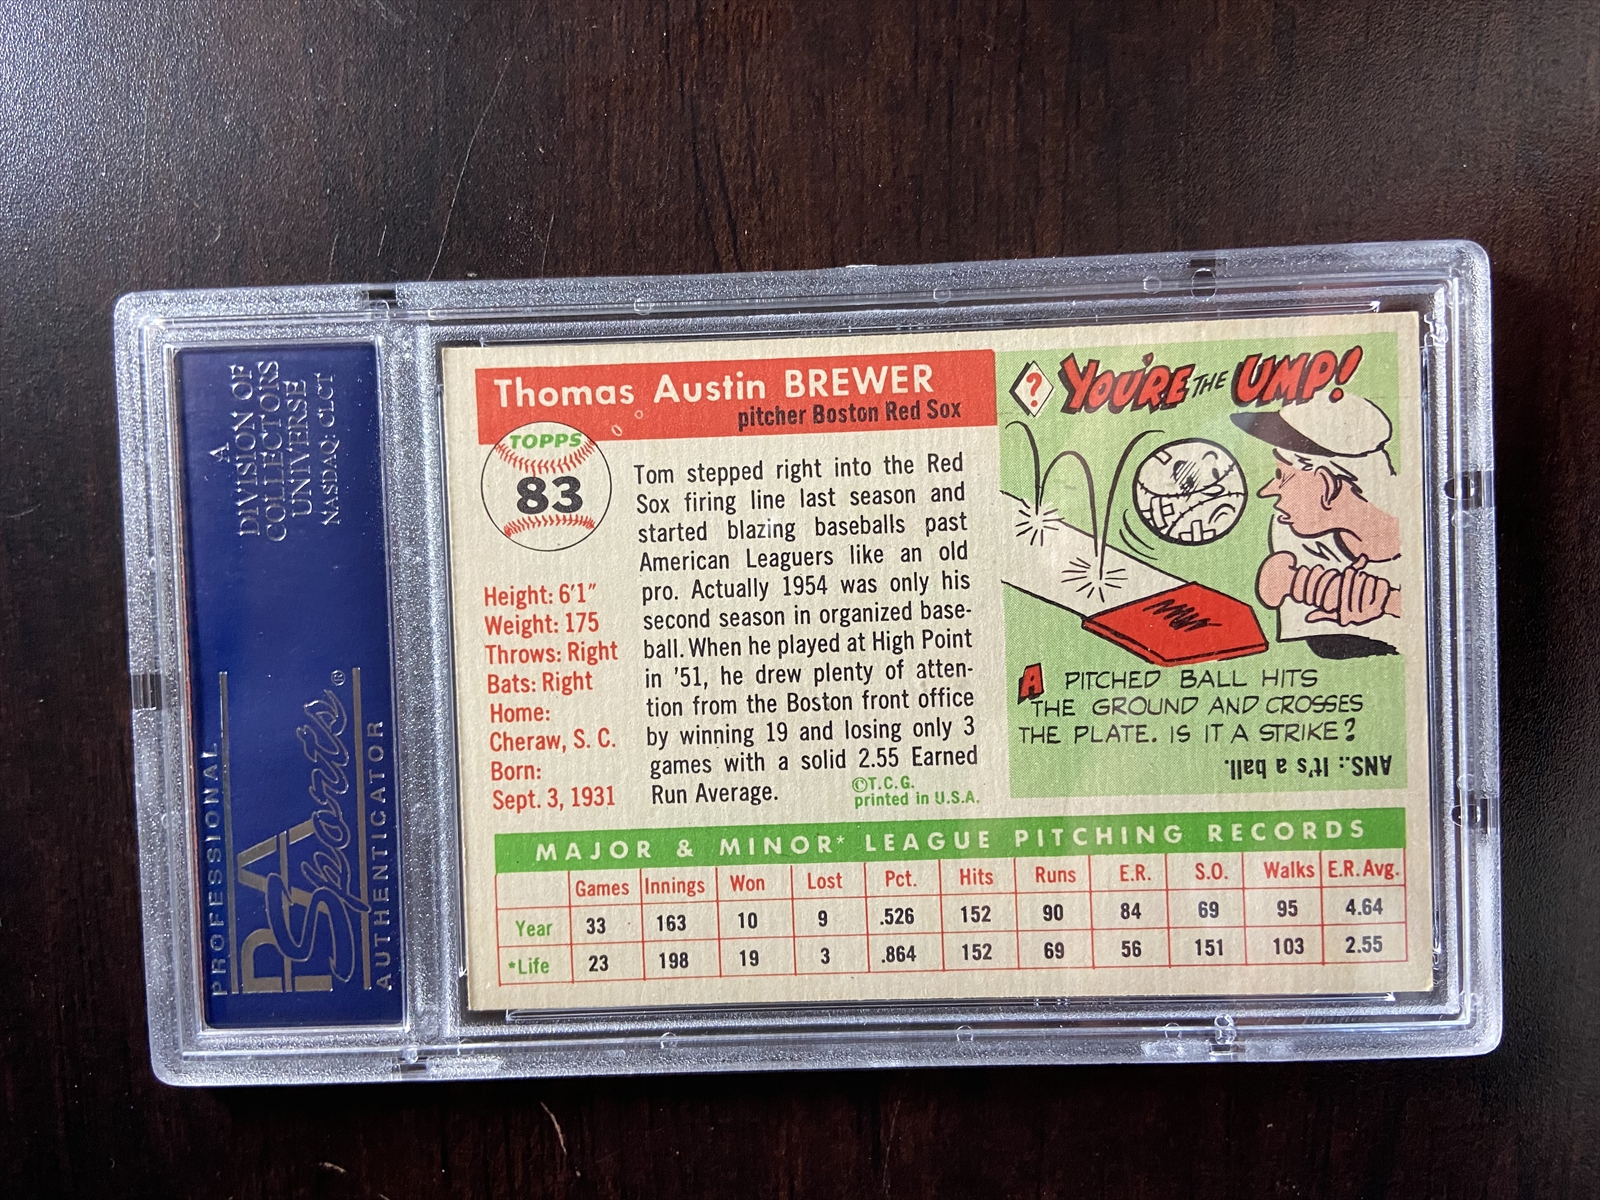 A
DIVISION OF
COLLECTORS
UNIVERSE
NASDAQ: CLCT
PROFESSIONAL
PSA
Sports®
AUTHENTICATOR
Thomas Austin BREWER
pitcher Boston Red Sox
TOPPS
83
Height: 6'1"
Weight: 175
Throws: Right
Bats: Right
Home:
Cheraw, S. C.
Born:
Sept. 3, 1931
Tom stepped right into the Red
Sox firing line last season and
started blazing baseballs past
American Leaguers like an old
pro. Actually 1954 was only his
second season in organized base-
ball. When he played at High Point
in '51, he drew plenty of atten-
tion from the Boston front office
by winning 19 and losing only 3
games with a solid 2.55 Earned
Run Average.
©T.C.G.
printed in U.S.A.
? YOU'RE THE UMP!
A PITCHED BALL HITS
THE GROUND AND CROSSES
THE PLATE. IS IT A STRIKE?
ANS.: It's a ball.
MAJOR & MINOR* LEAGUE PITCHING RECORDS
Games Innings Won Lost Pct. Hits Runs E.R. S.O. Walks E.R.Avg.
Year 33 163 10 9 .526 152 90 84 69 95 4.64
*Life 23 198 19 3 .864 152 69 56 151 103 2.55